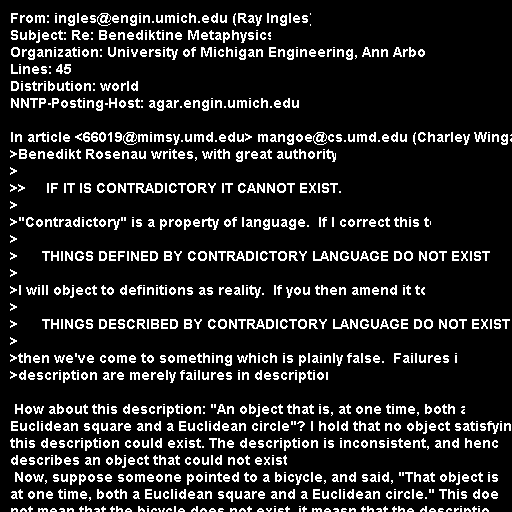 From: ingles@engin.umich.edu (Ray Ingles)
Subject: Re: Benediktine Metaphysics
Organization: University of Michigan Engineering, Ann Arbo
Lines: 45
Distribution: world
NNTP-Posting-Host: agar.engin.umich.edu

In article <66019@mimsy.umd.edu> mangoe@cs.umd.edu (Charley Winga
>Benedikt Rosenau writes, with great authority
>
>>     IF IT IS CONTRADICTORY IT CANNOT EXIST.
>
>"Contradictory" is a property of language.  If I correct this to
>
>      THINGS DEFINED BY CONTRADICTORY LANGUAGE DO NOT EXIST
>
>I will object to definitions as reality.  If you then amend it to
>
>      THINGS DESCRIBED BY CONTRADICTORY LANGUAGE DO NOT EXIST
>
>then we've come to something which is plainly false.  Failures i
>description are merely failures in description

 How about this description: "An object that is, at one time, both a
Euclidean square and a Euclidean circle"? I hold that no object satisfyin
this description could exist. The description is inconsistent, and henc
describes an object that could not exist
 Now, suppose someone pointed to a bicycle, and said, "That object is
at one time, both a Euclidean square and a Euclidean circle." This doe
not mean that the bicycle does not exist, it measn that the descriptio